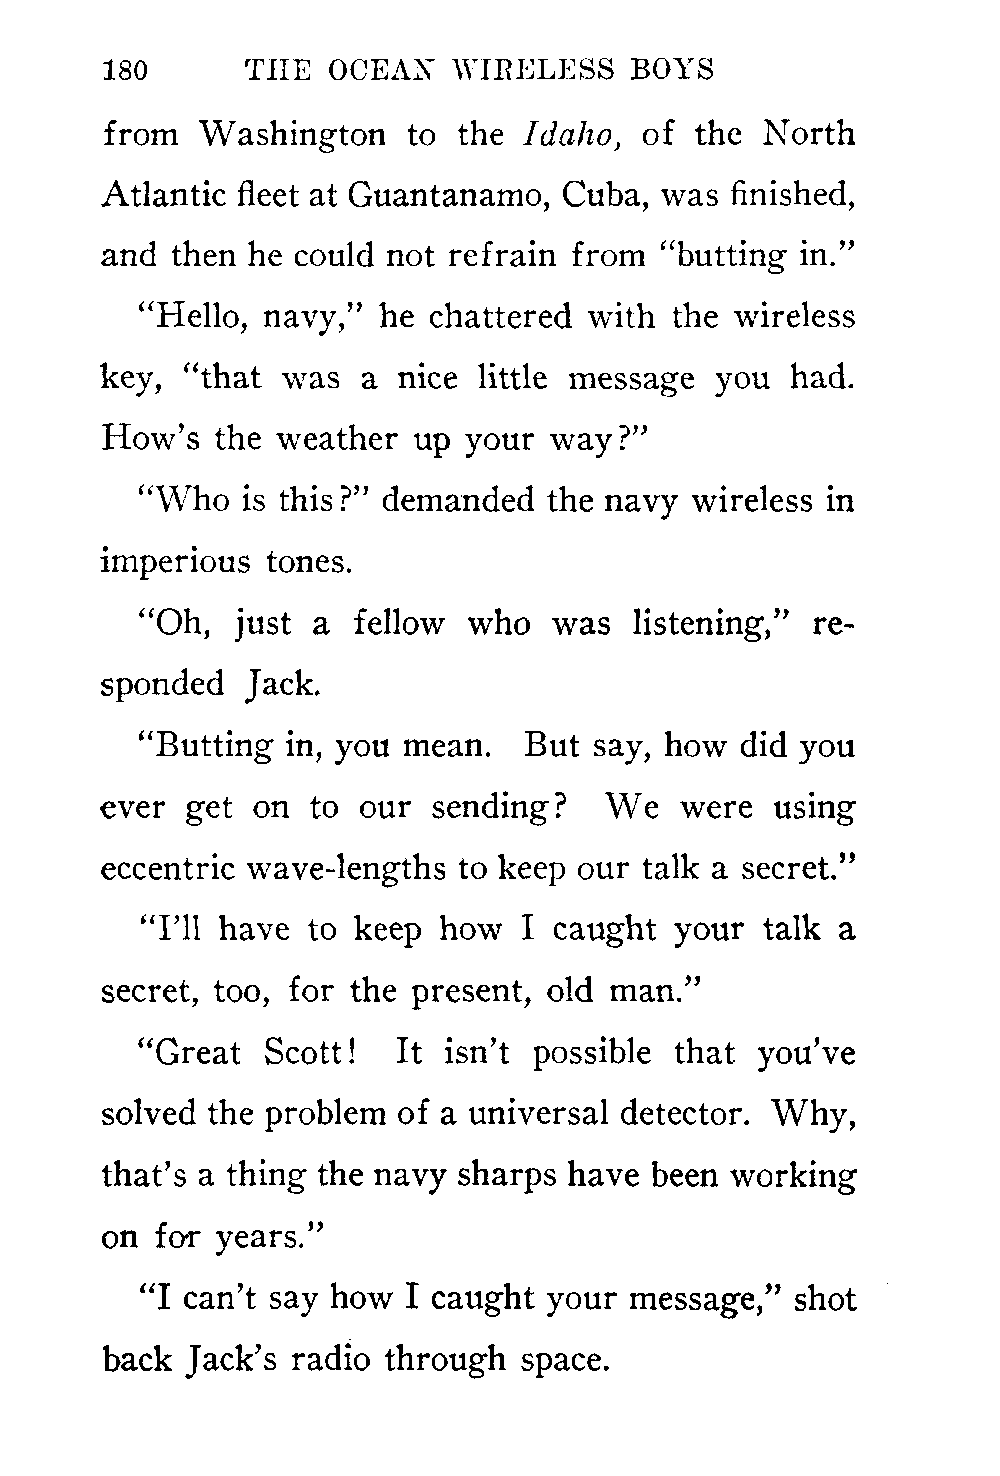 180 THE OCEAN WIRELESS BOYS
from Washington to the Idaho, of the North
Atlantic fleet at Guantanamo, Cuba, was finished,
and then he could not refrain from “butting in.”
“Hello, navy,” he chattered with the wireless
key, “that was a nice little message you had.
How’s the weather up your way?”
“Who is this?” demanded the navy wireless in
imperious tones.
“Oh, just a fellow who was listening,” re-
sponded Jack.
“Butting in, you mean. But say, how did you
ever get on to our sending? We were using
eccentric wave-lengths to keep our talk a secret.”
“I’ll have to keep how I caught your talk a
secret, too, for the present, old man.”
“Great Scott! It isn’t possible that you’ve
solved the problem of a universal detector. Why,
that’s a thing the navy sharps have been working
on for years.”
“I can’t say how I caught your message,” shot
back Jack’s radio through space.